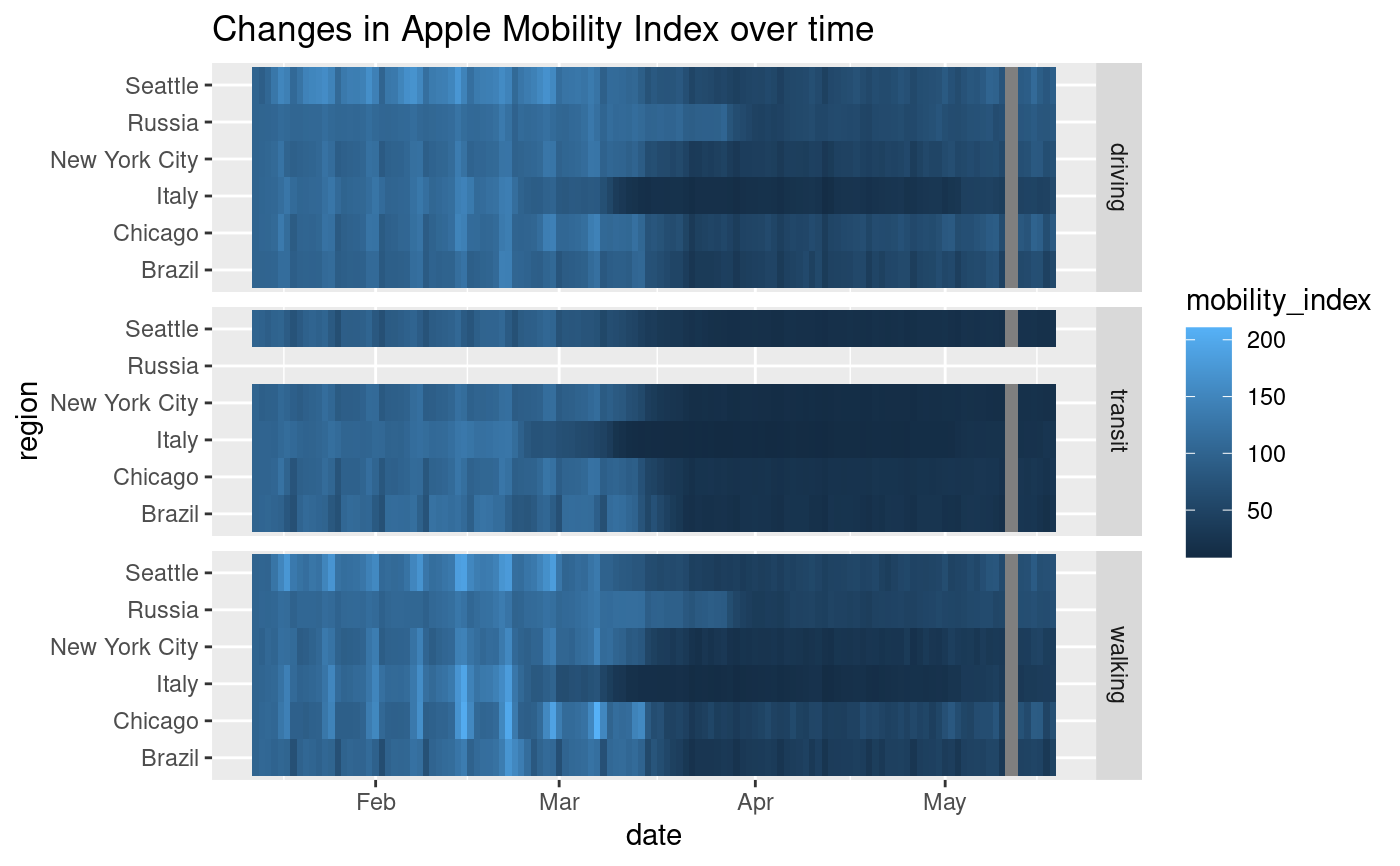 Changes in Apple Mobility Index over time
Seattle
Russia
New York City
Italy
Chicago
Brazil
driving
Seattle
Russia
New York City
Italy
Chicago
Brazil
transit
Seattle
Russia
New York City
Italy
Chicago
Brazil
walking
region
Feb
Mar
Apr
May
date
mobility_index
200
150
100
50